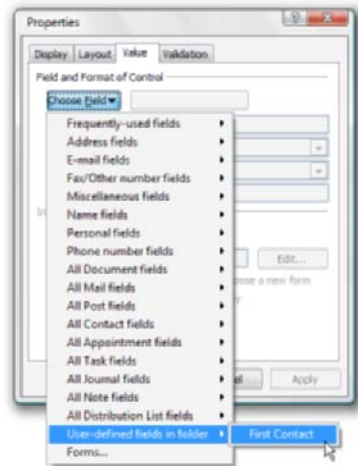 Properties
Display Layout Value Validation
Field and Format of Control
Choose Field
Frequently-used fields
Address fields
E-mail fields
Fax/Other number fields
Miscellaneous fields
Name fields
Personal fields
Phone number fields
All Document fields
Edit...
All Mail fields
All Post fields
All Contact fields
All Appointment fields
All Task fields
All Journal fields
Apply
All Note fields
All Distribution List fields
User-defined fields in folder First Contact
Forms...